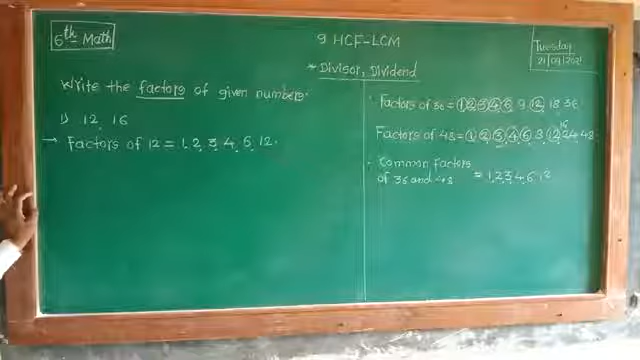 6th Math
9 HCF-LCM
Tuesday
21/09/2021
* Divisor, Dividend
Write the factors of given numbers.
1) 12, 16
→ Factors of 12 = 1, 2, 3, 4, 6, 12.
Factors of 36 = 1 2 3 4 6 9 12 18 36
Factors of 48 = 1 2 3 4 6 8 12 16 24 48
Common factors
of 36 and 48 = 1, 2, 3, 4, 6, 12